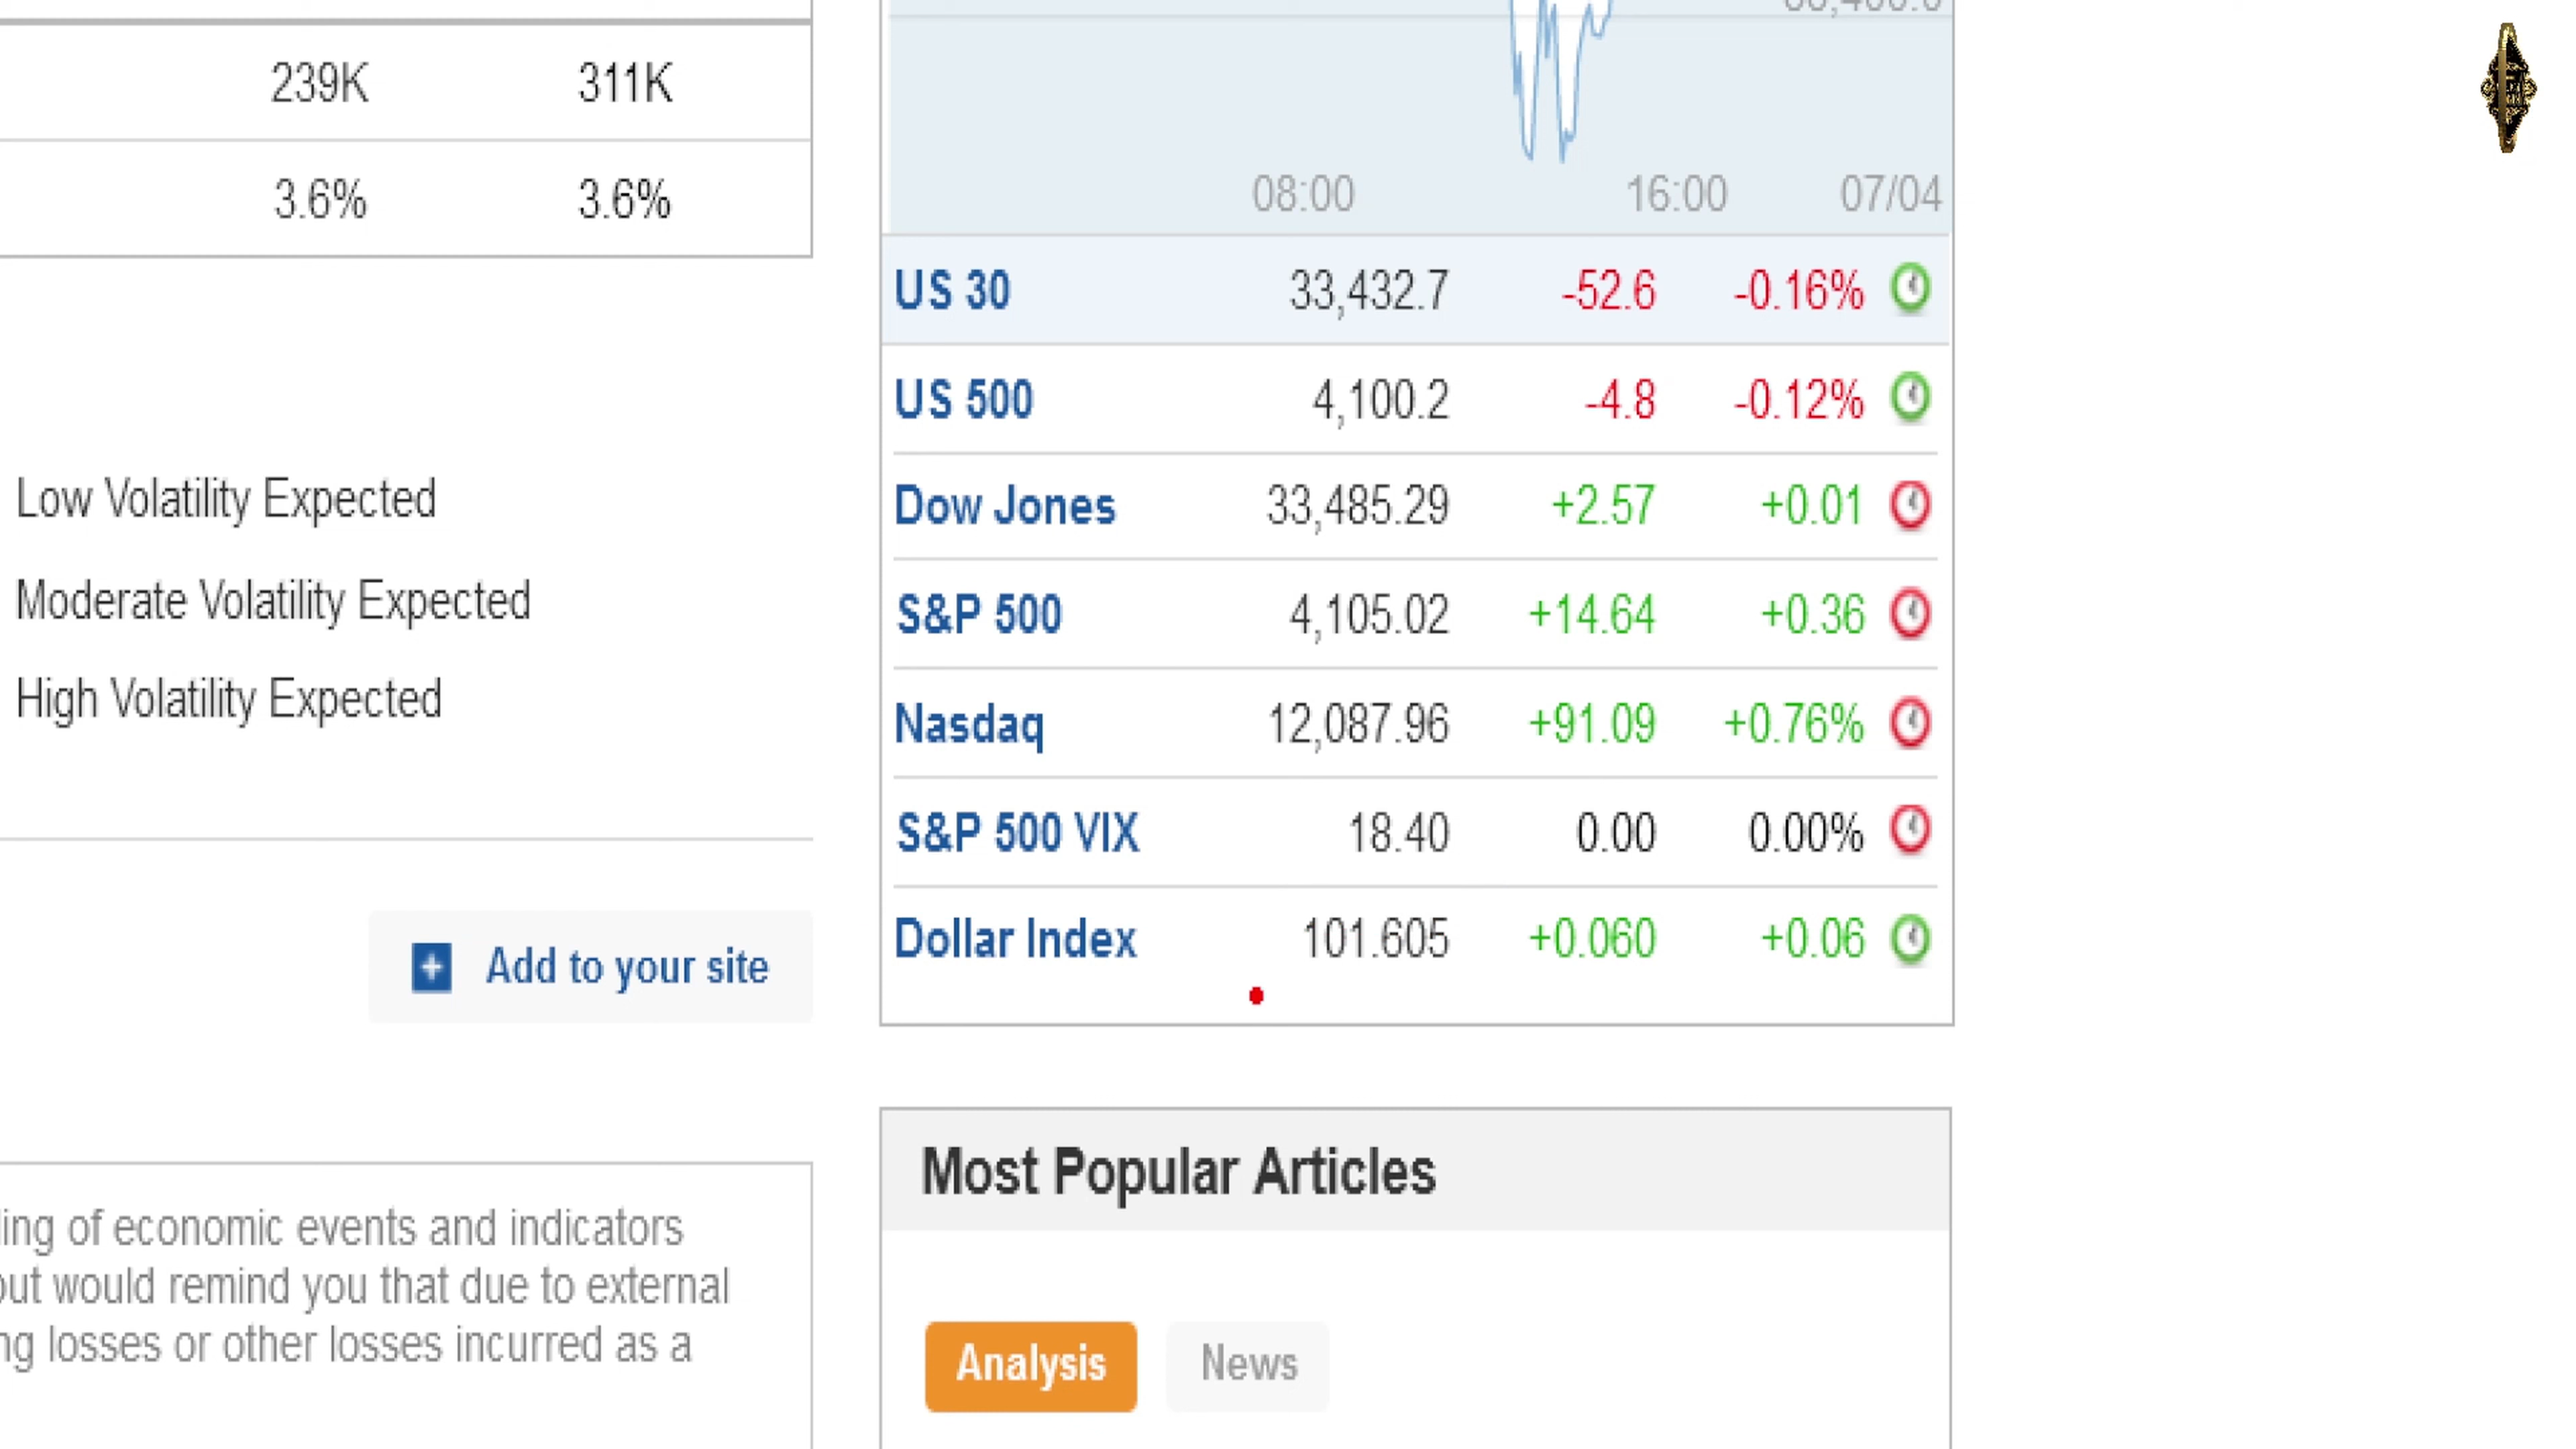 239K 311K
3.6% 3.6%
Low Volatility Expected
Moderate Volatility Expected
High Volatility Expected
Add to your site
ing of economic events and indicators
out would remind you that due to external
ng losses or other losses incurred as a
08:00 16:00 07/04
US 30 33,432.7 -52.6 -0.16%
US 500 4,100.2 -4.8 -0.12%
Dow Jones 33,485.29 +2.57 +0.01
S&P 500 4,105.02 +14.64 +0.36
Nasdaq 12,087.96 +91.09 +0.76%
S&P 500 VIX 18.40 0.00 0.00%
Dollar Index 101.605 +0.060 +0.06
Most Popular Articles
Analysis News